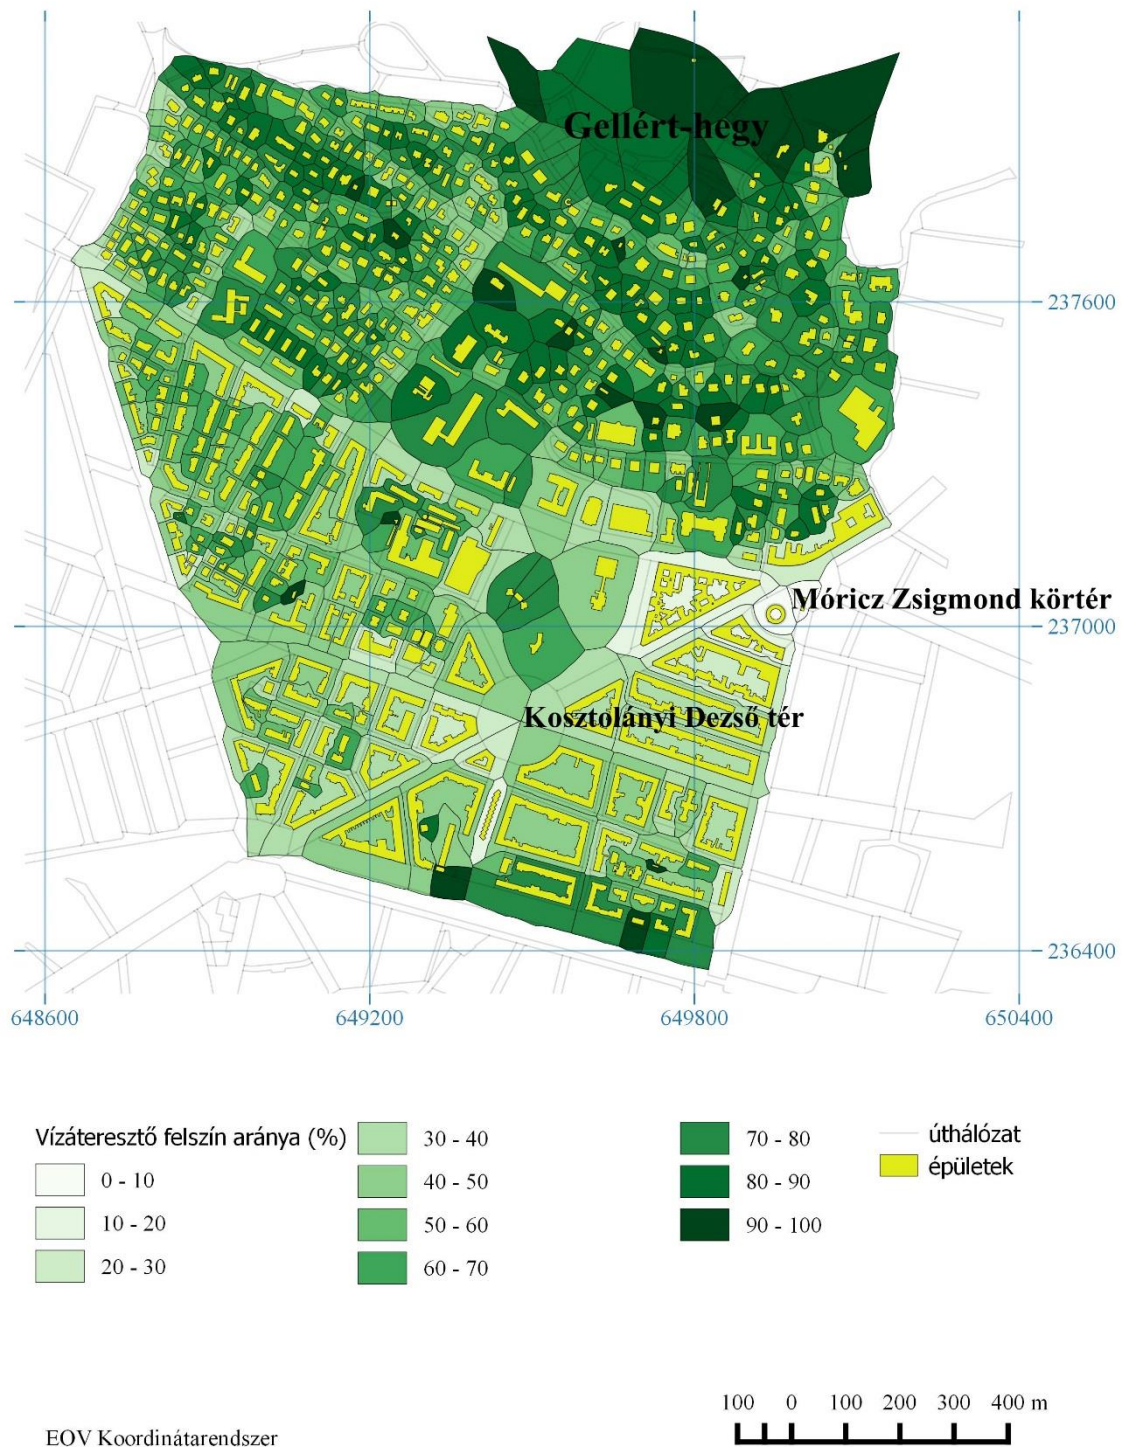 Gellért-hegy
237600
Móricz Zsigmond körtér
237000
Kosztolányi Dezső tér
236400
648600
649200
649800
650400
Vízáteresztő felszín aránya (%)
0 - 10
10 - 20
20 - 30
30 - 40
40 - 50
50 - 60
60 - 70
70 - 80
80 - 90
90 - 100
úthálózat
épületek
100 0 100 200 300 400 m
EOV Koordinátarendszer